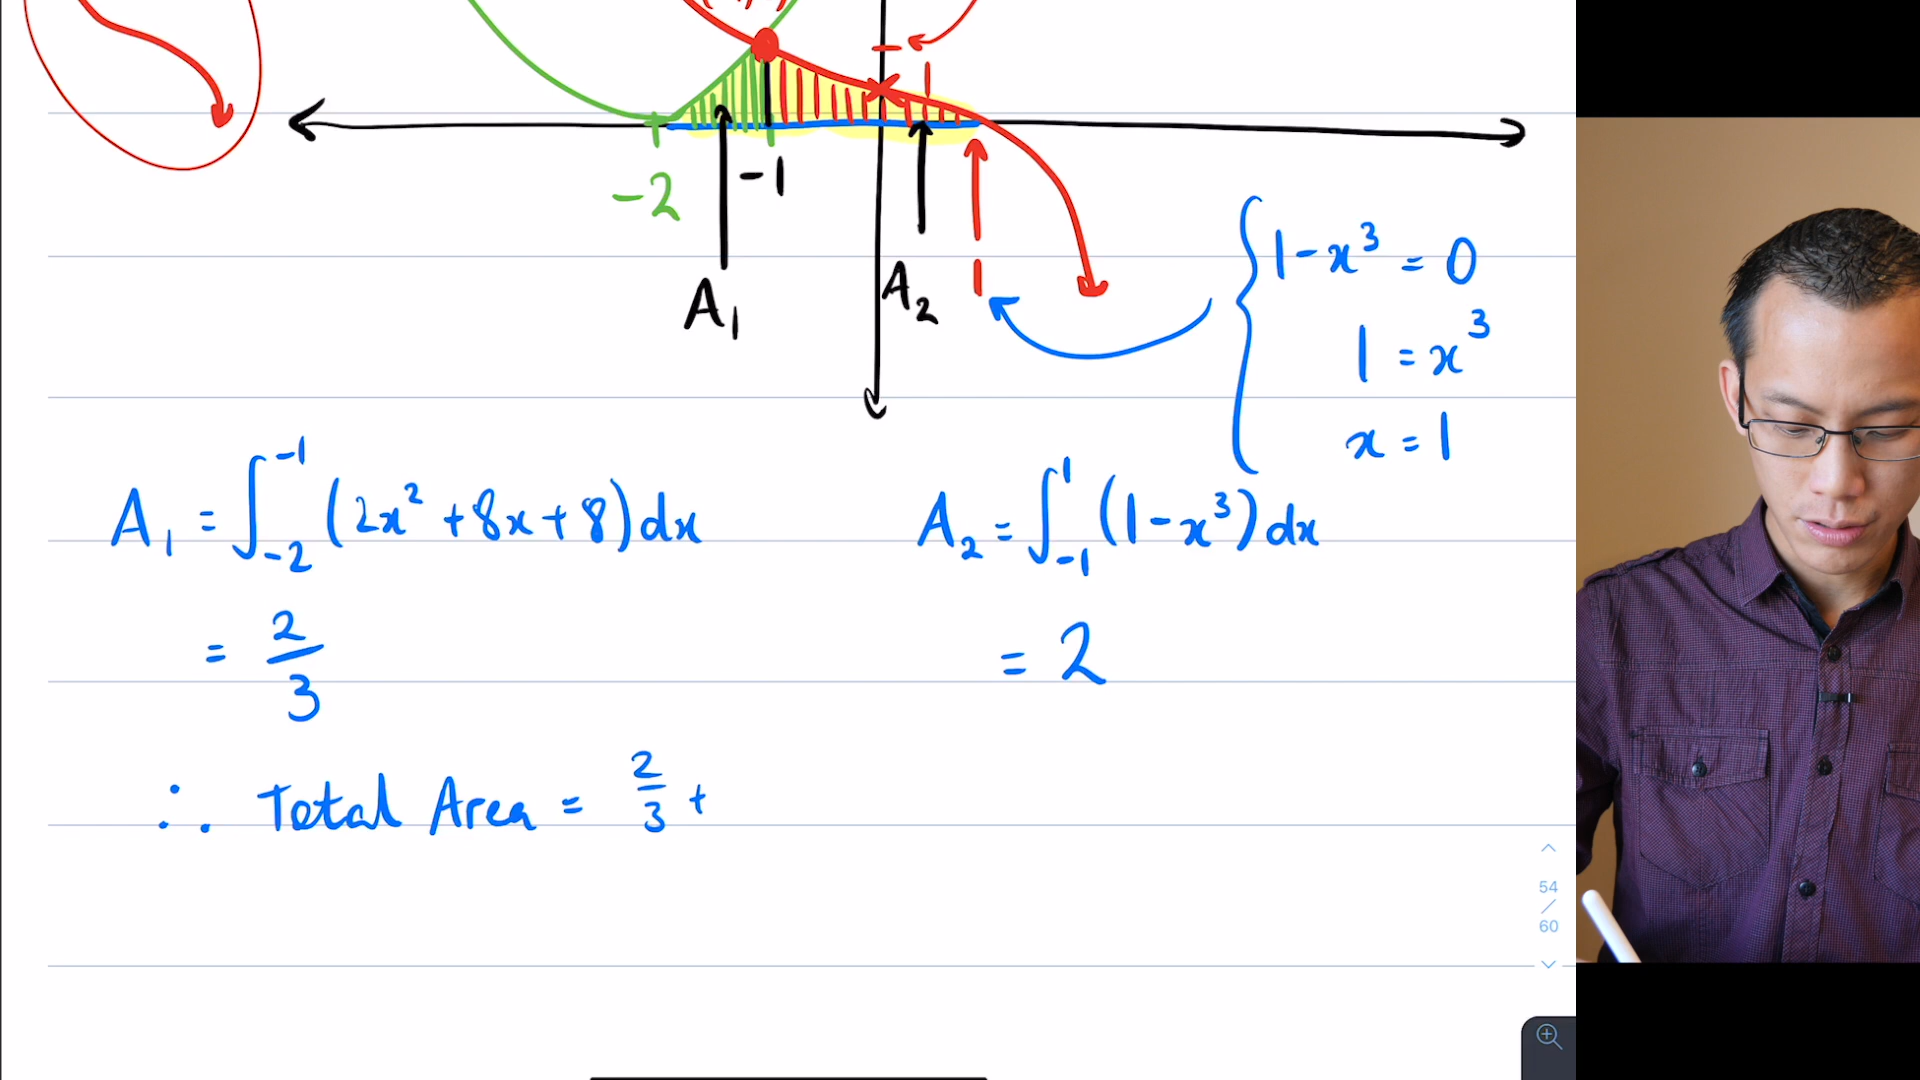 1
-2
-1
1
A₁
A₂
1-x³ = 0
1 = x³
x = 1
A₁ = ∫₋₂⁻¹ (2x² + 8x + 8) dx
= 2/3
A₂ = ∫₋₁¹ (1-x³) dx
= 2
∴ Total Area = 2/3 +
54
/
60